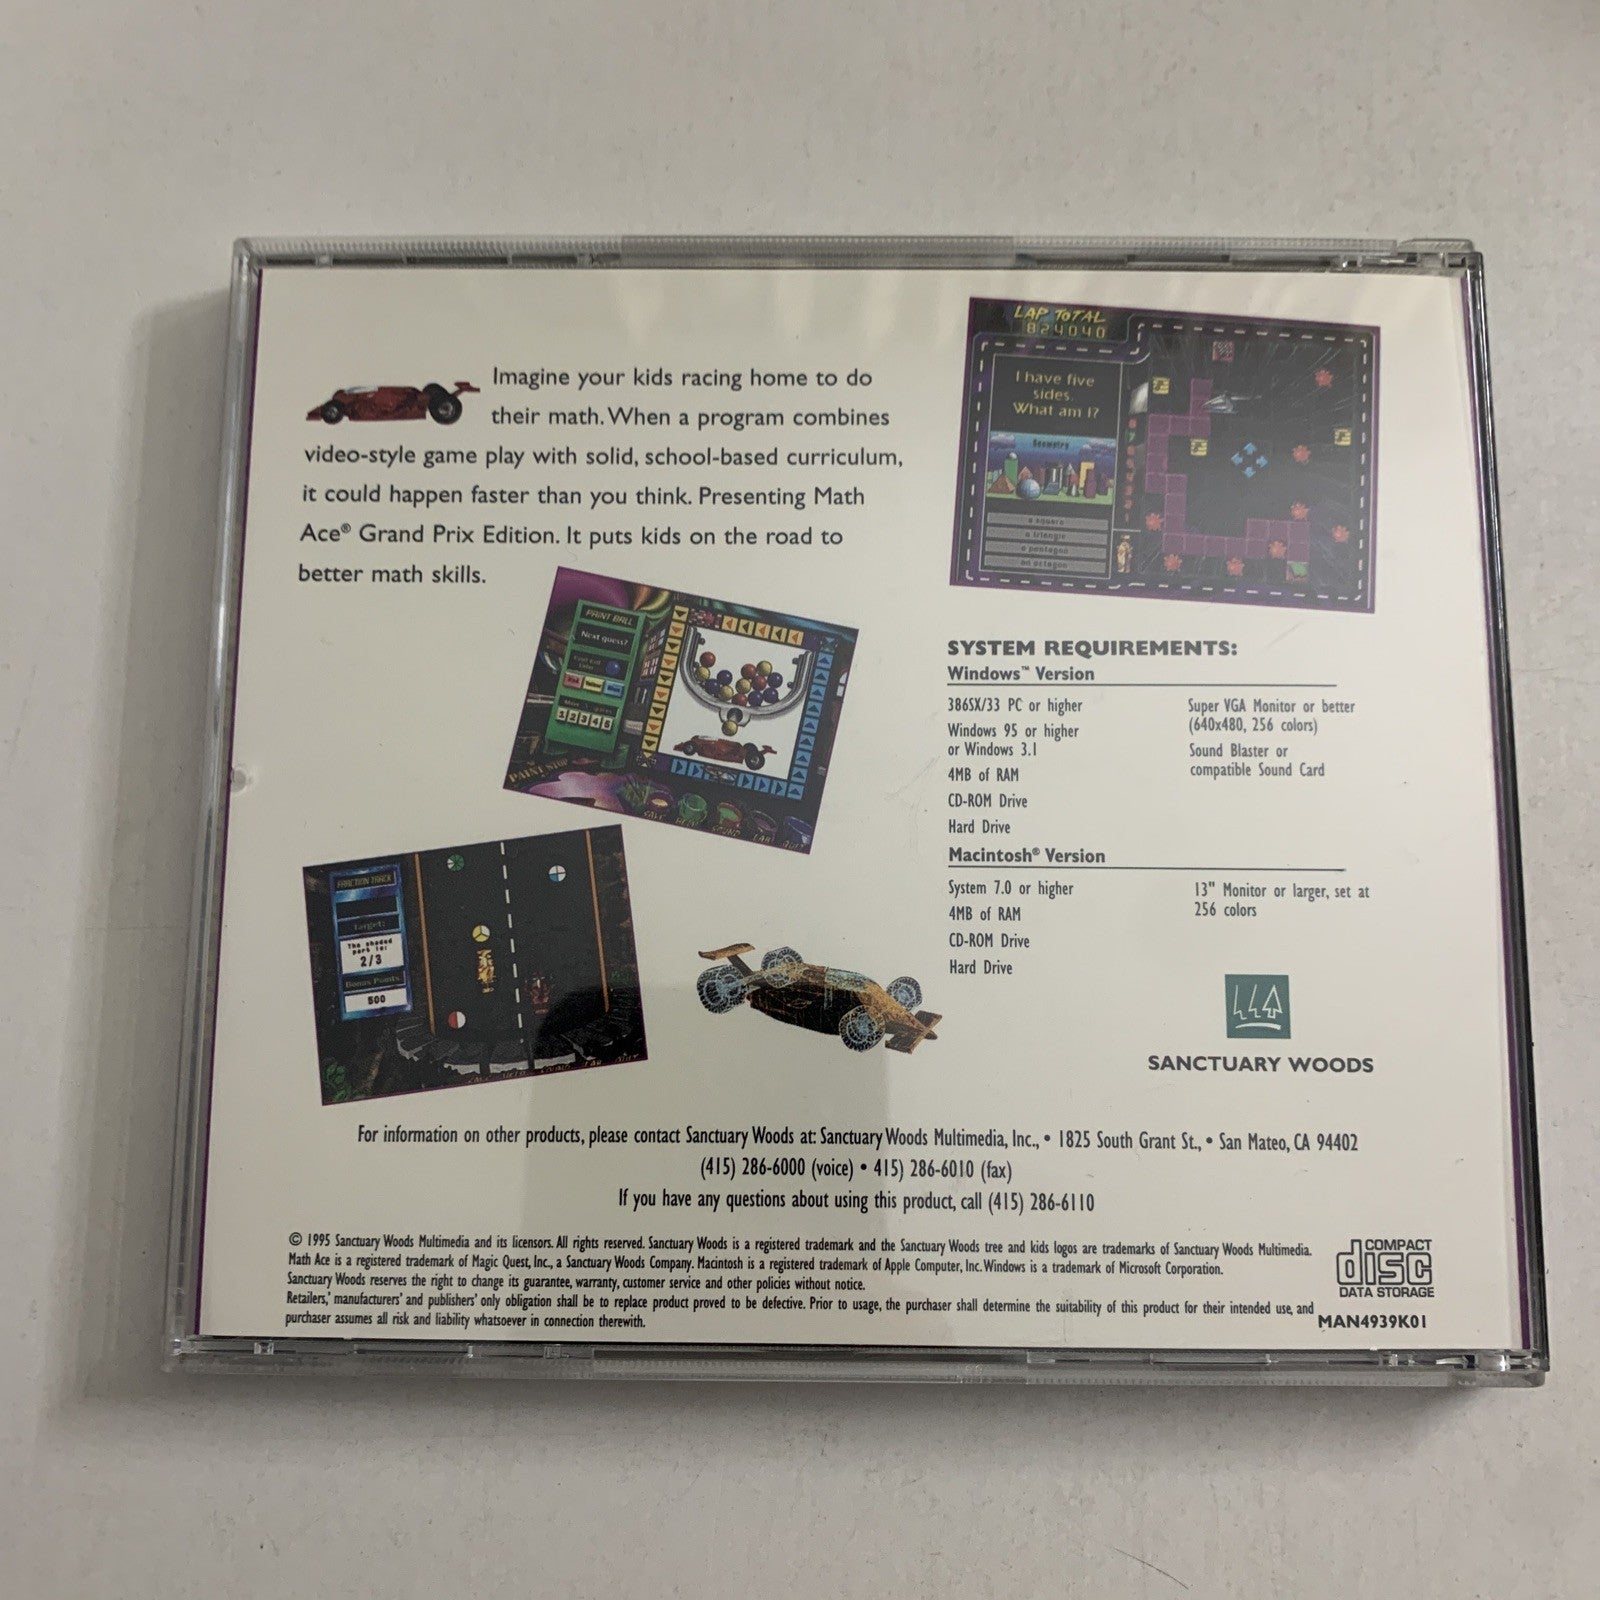 Imagine your kids racing home to do
their math. When a program combines
video-style game play with solid, school-based curriculum,
it could happen faster than you think. Presenting Math
Ace® Grand Prix Edition. It puts kids on the road to
better math skills.
LAP TOTAL
824040
I have five
sides.
What am I?
Geometry
a square
a triangle
a pentagon
an octagon
PAINT BALL
Next guess?
1 2 3 4 5
PAINT STOP
FRACTION TRACK
Target:
The shaded
part is:
2/3
Bonus Points
500
SYSTEM REQUIREMENTS:
Windows™ Version
386SX/33 PC or higher
Windows 95 or higher
or Windows 3.1
4MB of RAM
CD-ROM Drive
Hard Drive
Super VGA Monitor or better
(640x480, 256 colors)
Sound Blaster or
compatible Sound Card
Macintosh® Version
System 7.0 or higher
4MB of RAM
CD-ROM Drive
Hard Drive
13" Monitor or larger, set at
256 colors
SANCTUARY WOODS
For information on other products, please contact Sanctuary Woods at: Sanctuary Woods Multimedia, Inc., • 1825 South Grant St., • San Mateo, CA 94402
(415) 286-6000 (voice) • 415) 286-6010 (fax)
If you have any questions about using this product, call (415) 286-6110
© 1995 Sanctuary Woods Multimedia and its licensors. All rights reserved. Sanctuary Woods is a registered trademark and the Sanctuary Woods tree and kids logos are trademarks of Sanctuary Woods Multimedia.
Math Ace is a registered trademark of Magic Quest, Inc., a Sanctuary Woods Company. Macintosh is a registered trademark of Apple Computer, Inc. Windows is a trademark of Microsoft Corporation.
Sanctuary Woods reserves the right to change its guarantee, warranty, customer service and other policies without notice.
Retailers,' manufacturers' and publishers' only obligation shall be to replace product proved to be defective. Prior to usage, the purchaser shall determine the suitability of this product for their intended use, and
purchaser assumes all risk and liability whatsoever in connection therewith.
COMPACT
disc
DATA STORAGE
MAN4939K01